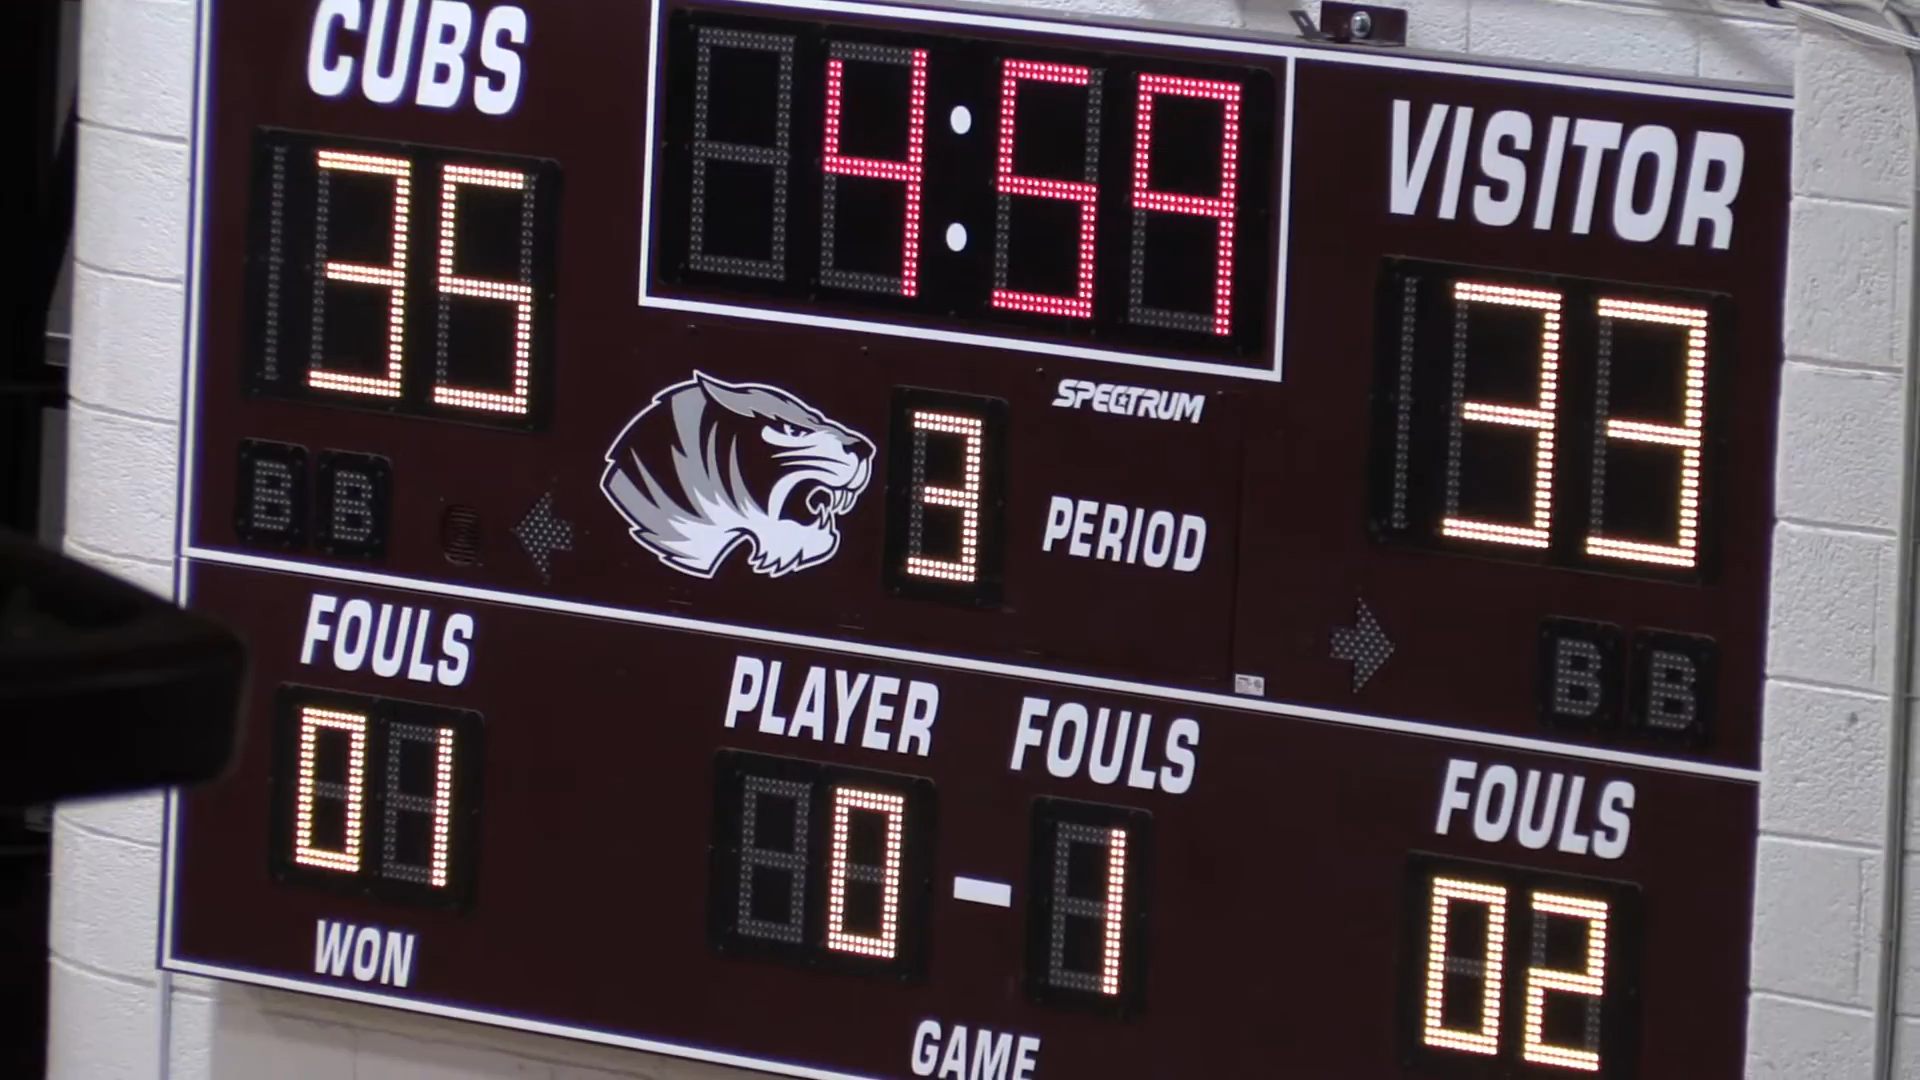 CUBS
4:59
VISITOR
35
33
SPECTRUM
3
PERIOD
B B
B B
FOULS
PLAYER FOULS
FOULS
01
0-1
02
WON
GAME